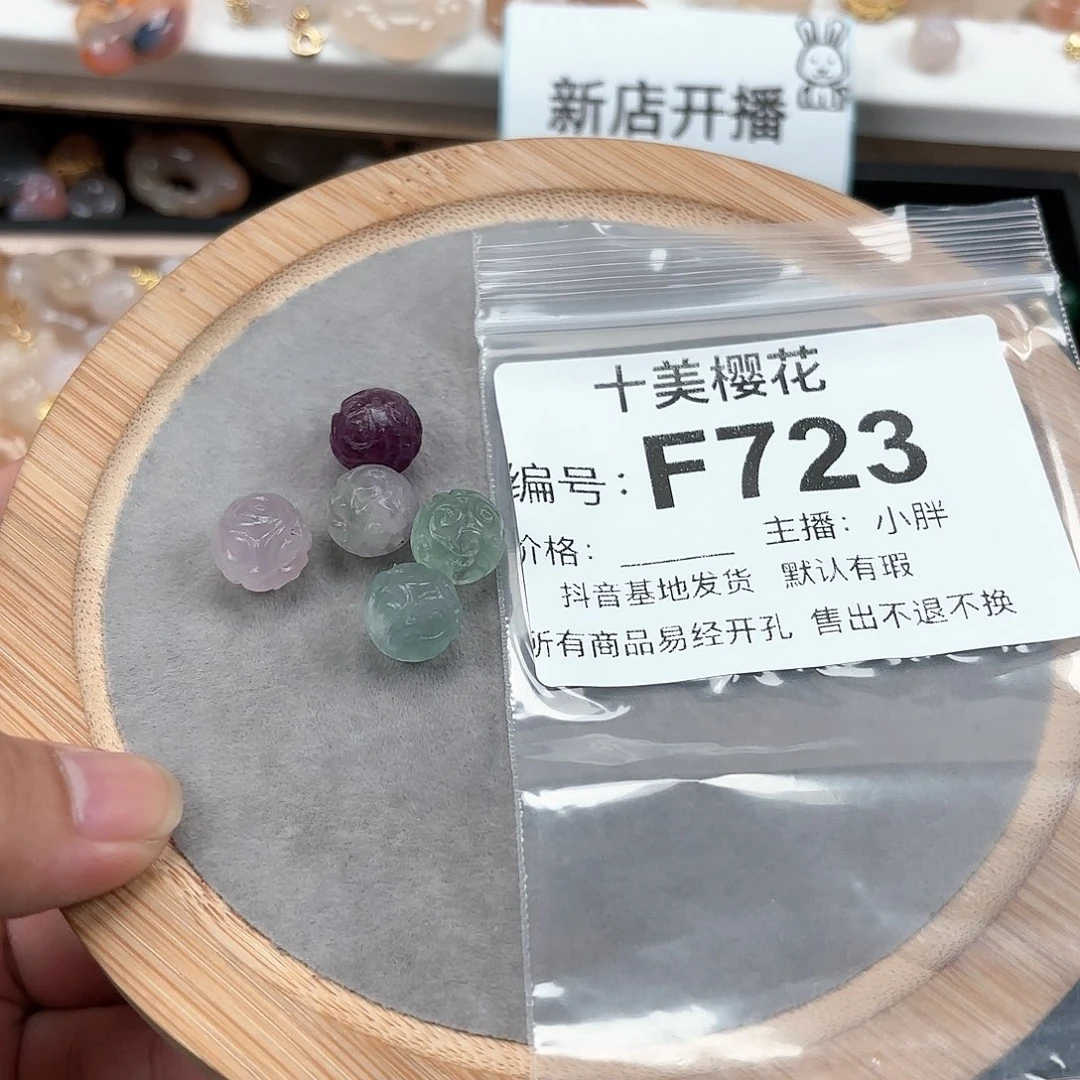 新店开播
十美樱花
编号：F723
价格：______ 主播：小胖
抖音基地发货 默认有瑕
所有商品易经开孔 售出不退不换